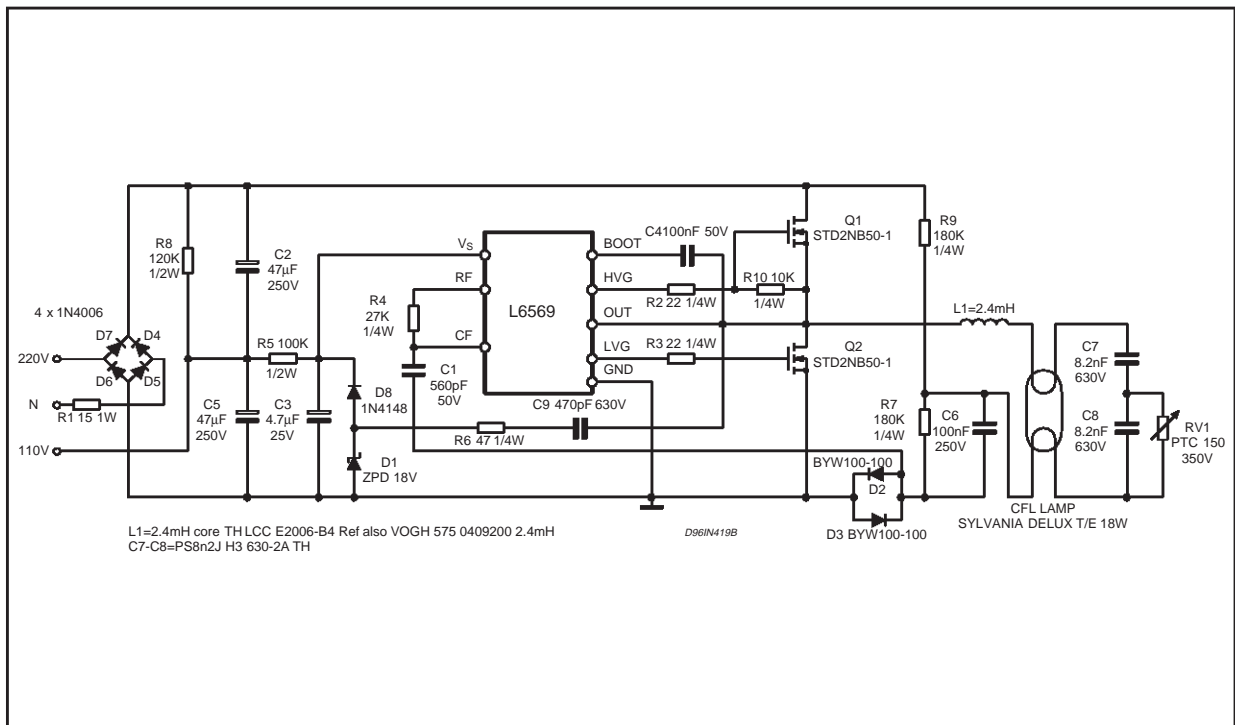 R8
120K
1/2W
C2
47µF
250V
4 x 1N4006
D7
D4
D6
D5
220V
N
R1 15 1W
110V
R5 100K
1/2W
C5
47µF
250V
C3
4.7µF
25V
VS
RF
CF
L6569
BOOT
HVG
OUT
LVG
GND
R4
27K
1/4W
C1
560pF
50V
D8
1N4148
D1
ZPD 18V
R6 47 1/4W
C9 470pF 630V
C4100nF 50V
R2 22 1/4W
R10 10K
1/4W
R3 22 1/4W
Q1
STD2NB50-1
Q2
STD2NB50-1
R9
180K
1/4W
L1=2.4mH
R7
180K
1/4W
C6
100nF
250V
BYW100-100
D2
D3 BYW100-100
C7
8.2nF
630V
C8
8.2nF
630V
RV1
PTC 150
350V
CFL LAMP
SYLVANIA DELUX T/E 18W
L1=2.4mH core TH LCC E2006-B4 Ref also VOGH 575 0409200 2.4mH
C7-C8=PS8n2J H3 630-2A TH
D96IN419B